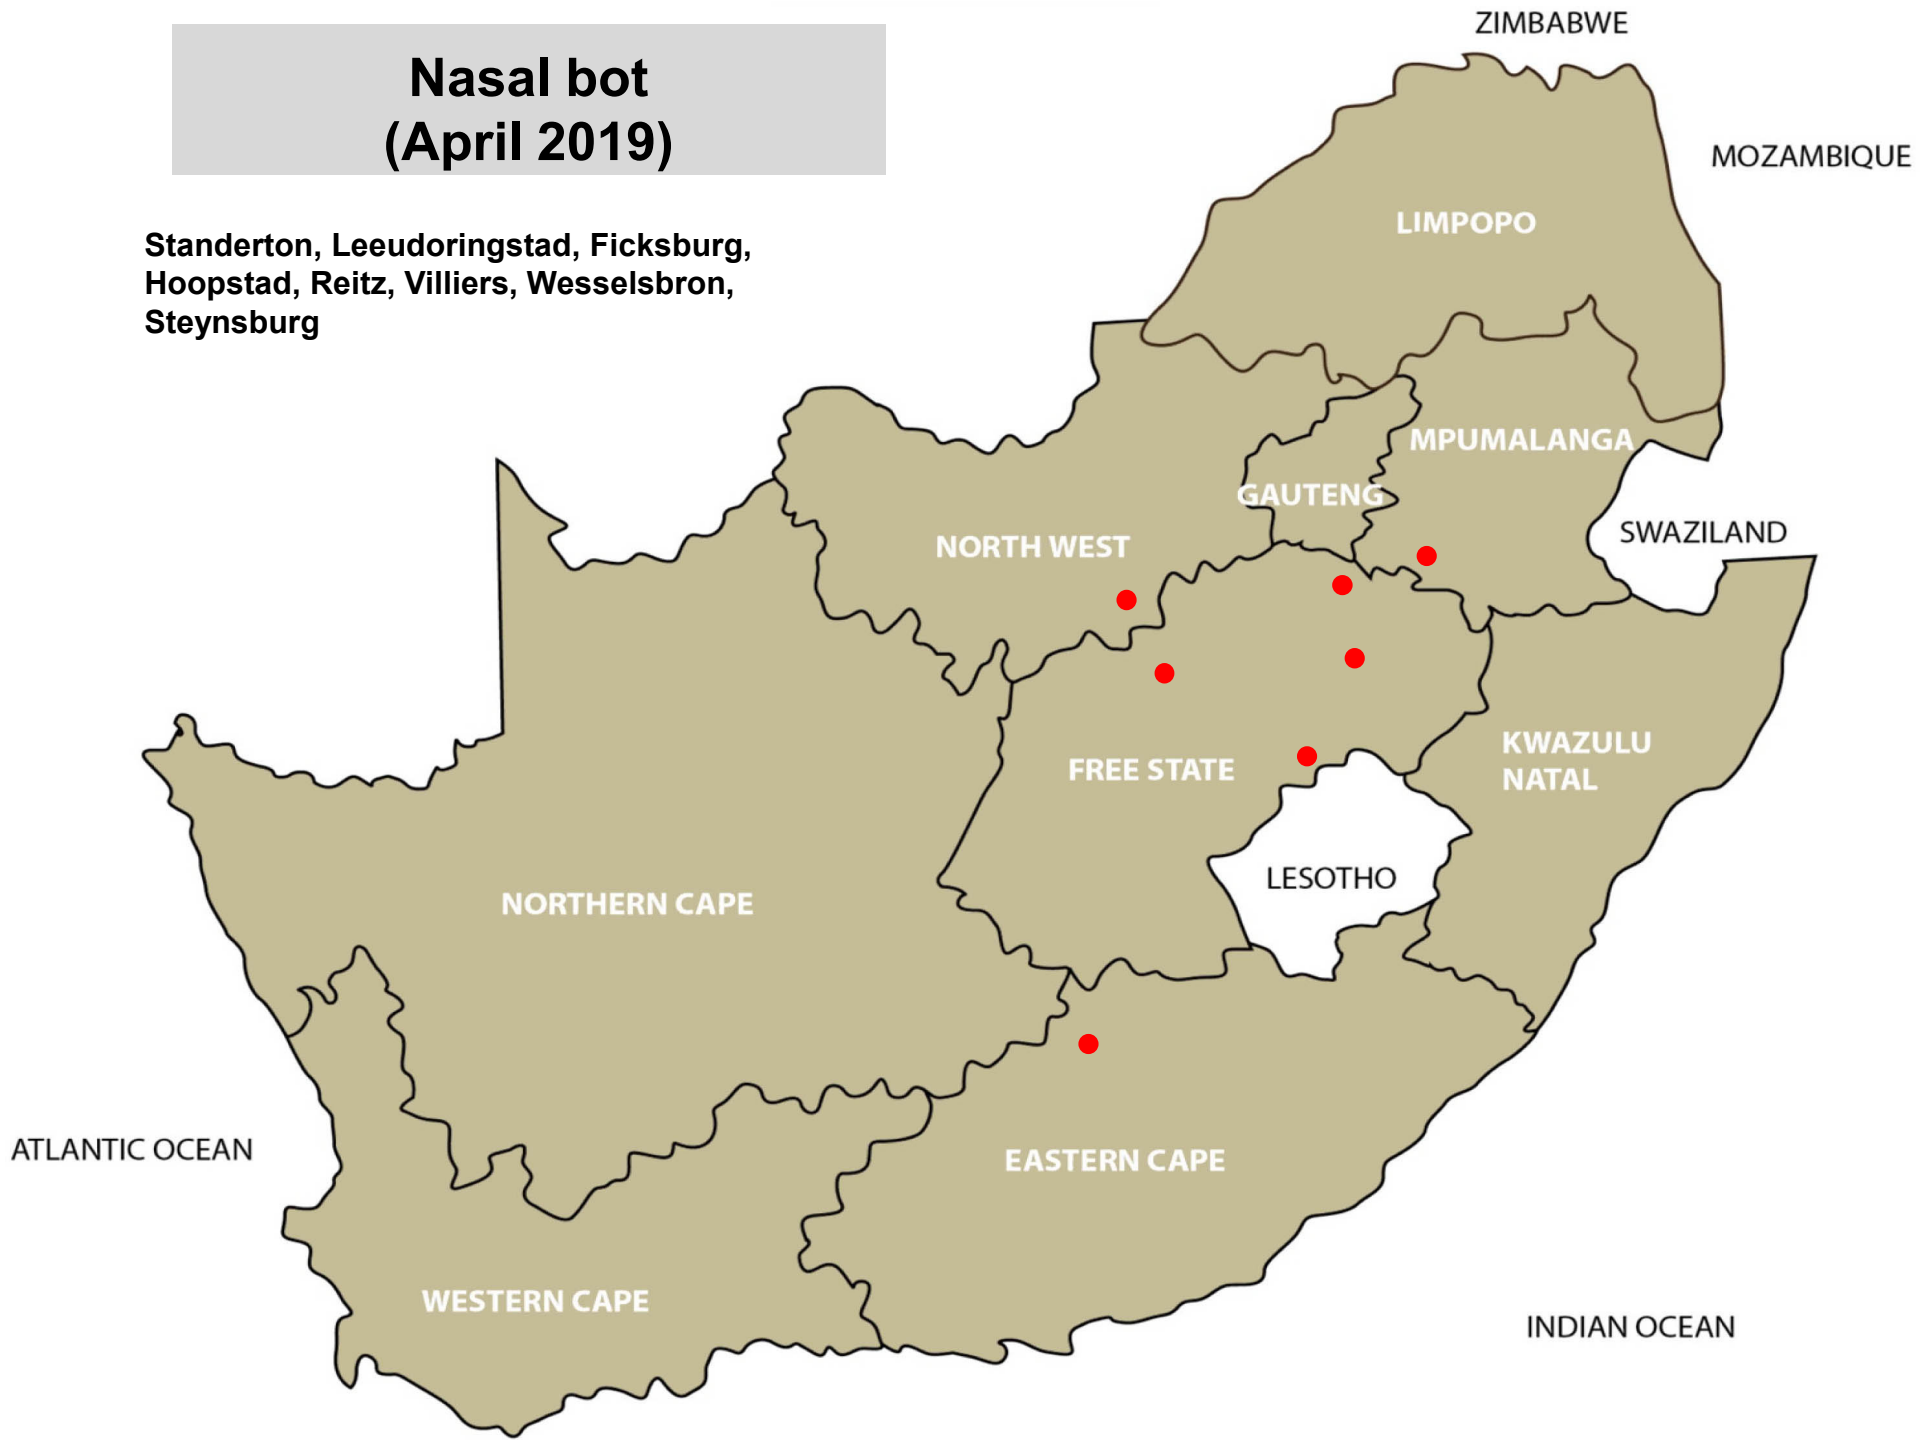 Nasal bot
(April 2019)
Standerton, Leeudoringstad, Ficksburg,
Hoopstad, Reitz, Villiers, Wesselsbron,
Steynsburg
ZIMBABWE
MOZAMBIQUE
LIMPOPO
MPUMALANGA
GAUTENG
SWAZILAND
NORTH WEST
KWAZULU
NATAL
FREE STATE
LESOTHO
NORTHERN CAPE
ATLANTIC OCEAN
EASTERN CAPE
WESTERN CAPE
INDIAN OCEAN